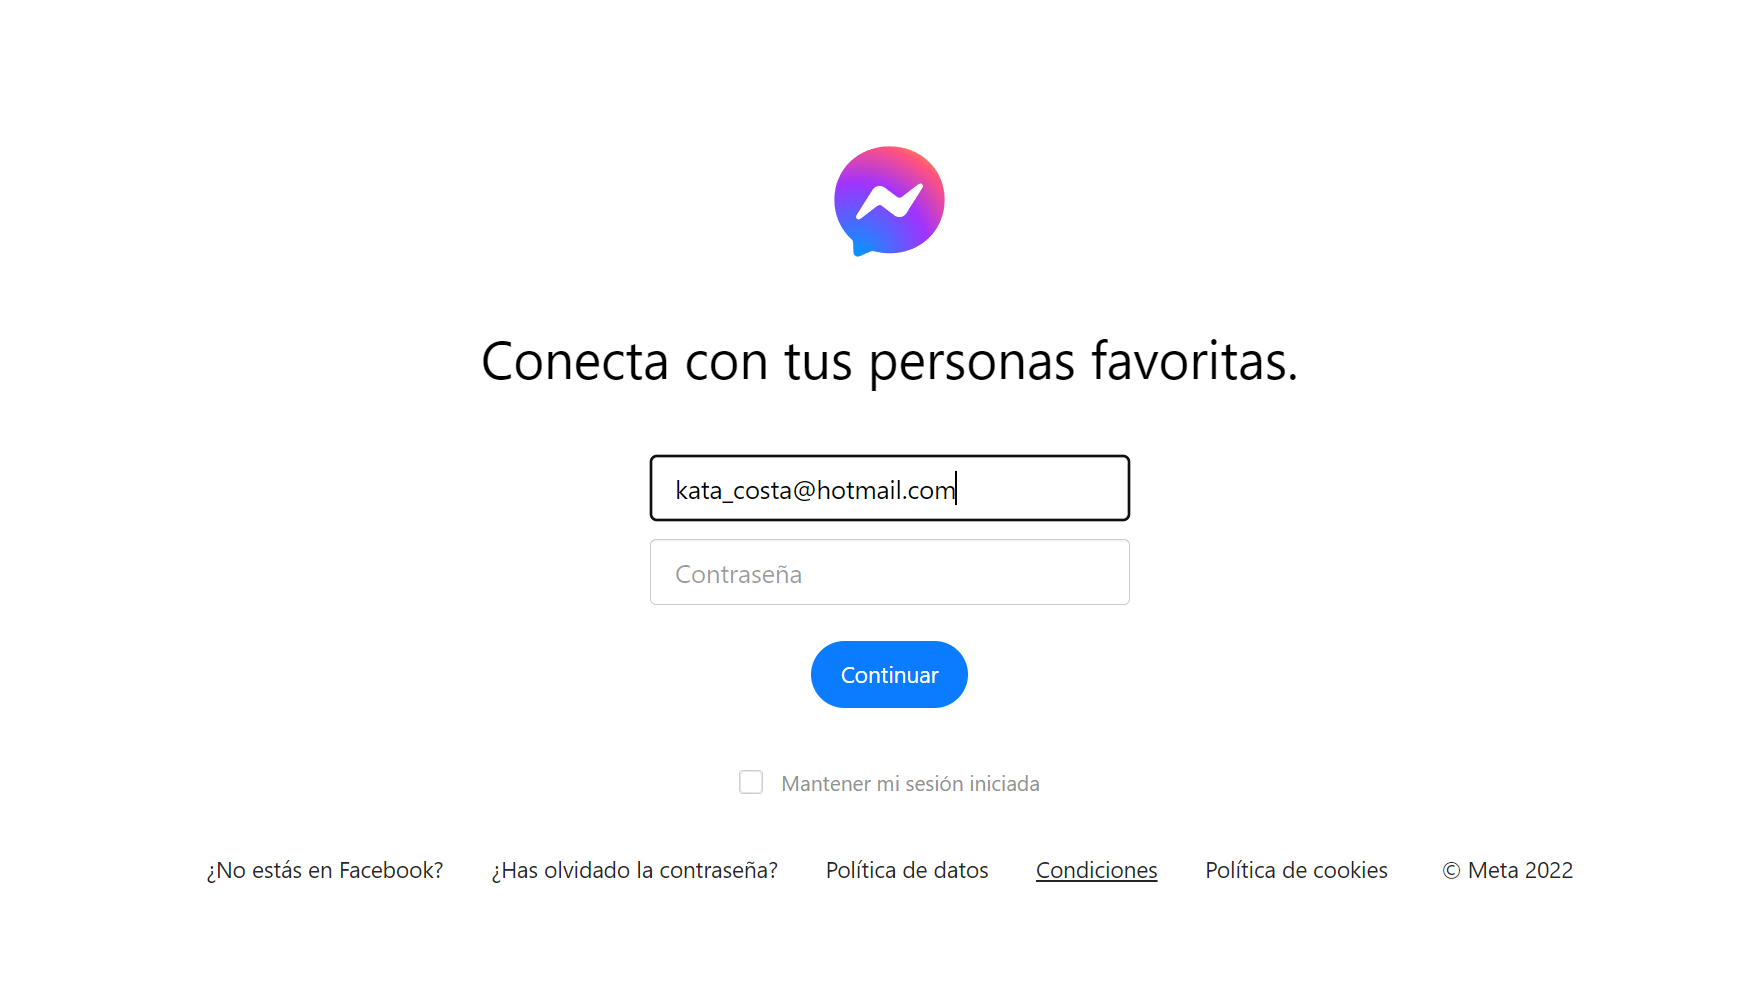 Conecta con tus personas favoritas.
kata_costa@hotmail.com
Contraseña
Continuar
Mantener mi sesión iniciada
¿No estás en Facebook? ¿Has olvidado la contraseña? Política de datos Condiciones Política de cookies © Meta 2022